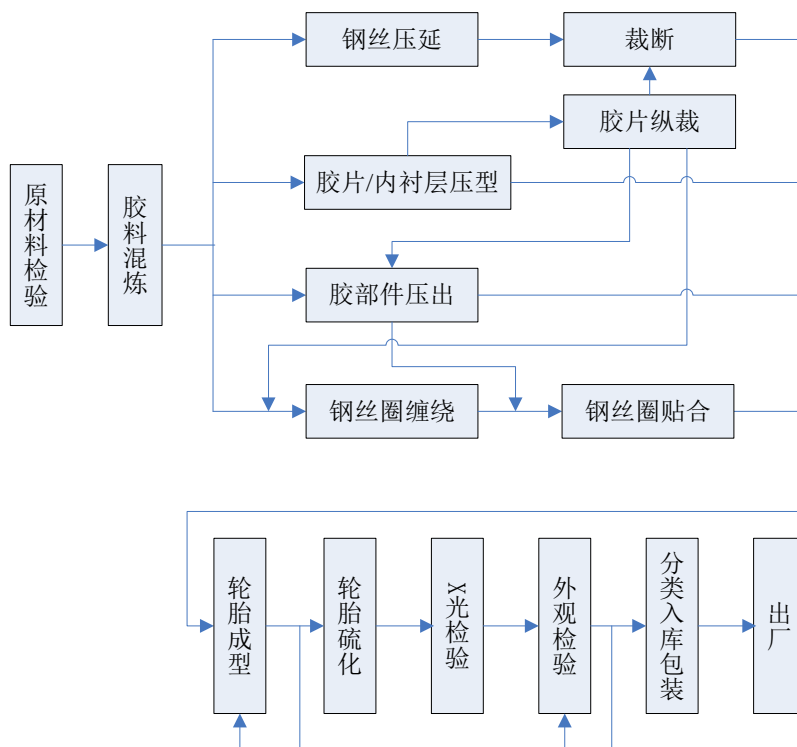 钢丝压延
裁断
胶片纵裁
胶片/内衬层压型
原材料检验
胶料混炼
胶部件压出
钢丝圈缠绕
钢丝圈贴合
轮胎成型
轮胎硫化
X光检验
外观检验
分类入库包装
出厂